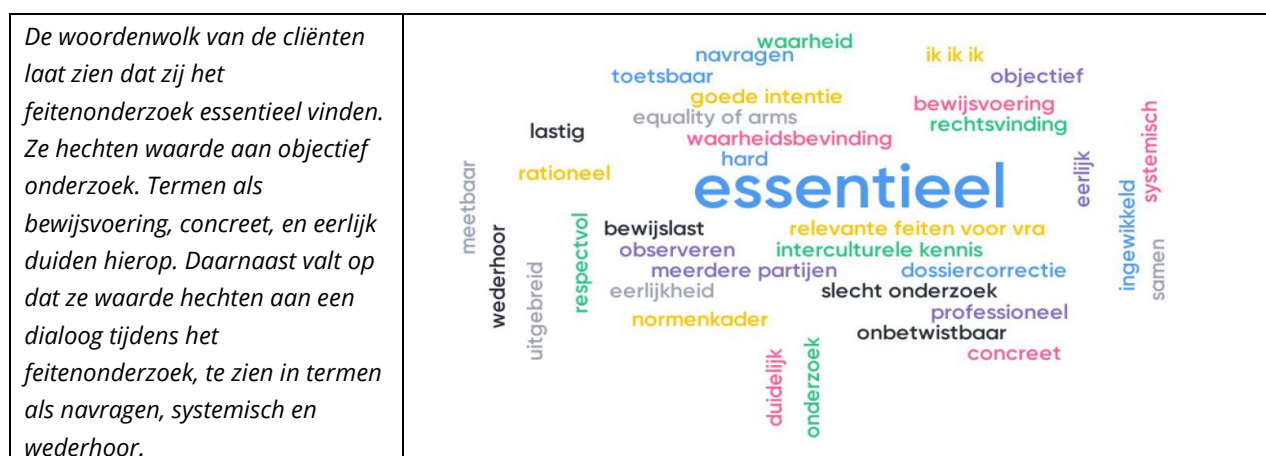 De woordenwolk van de cliënten
laat zien dat zij het
feitenonderzoek essentieel vinden.
Ze hechten waarde aan objectief
onderzoek. Termen als
bewijsvoering, concreet, en eerlijk
duiden hierop. Daarnaast valt op
dat ze waarde hechten aan een
dialoog tijdens het
feitenonderzoek, te zien in termen
als navragen, systemisch en
wederhoor.
waarheid
navragen
ik ik ik
toetsbaar
objectief
goede intentie
bewijsvoering
equality of arms
rechtsvinding
lastig
waarheidsbevinding
hard
rationeel
essentieel
meetbaar
eerlijk
systemisch
bewijslast
relevante feiten voor vra
observeren
interculturele kennis
meerdere partijen
dossiercorrectie
eerlijkheid
slecht onderzoek
professioneel
normenkader
onbetwistbaar
concreet
wederhoor
uitgebreid
respectvol
ingewikkeld
samen
duidelijk
onderzoek